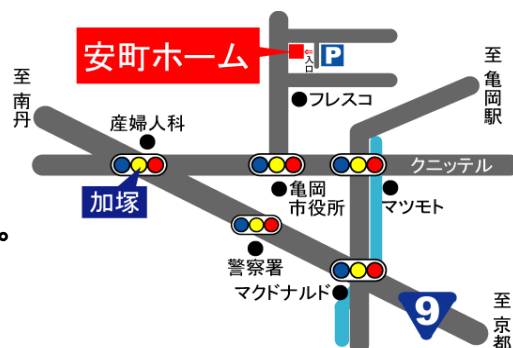 安町ホーム
⇦入口
P
至亀岡駅
至南丹
フレスコ
産婦人科
クニッテル
加塚
亀岡
市役所
マツモト
。
警察署
マクドナルド
9
至京都